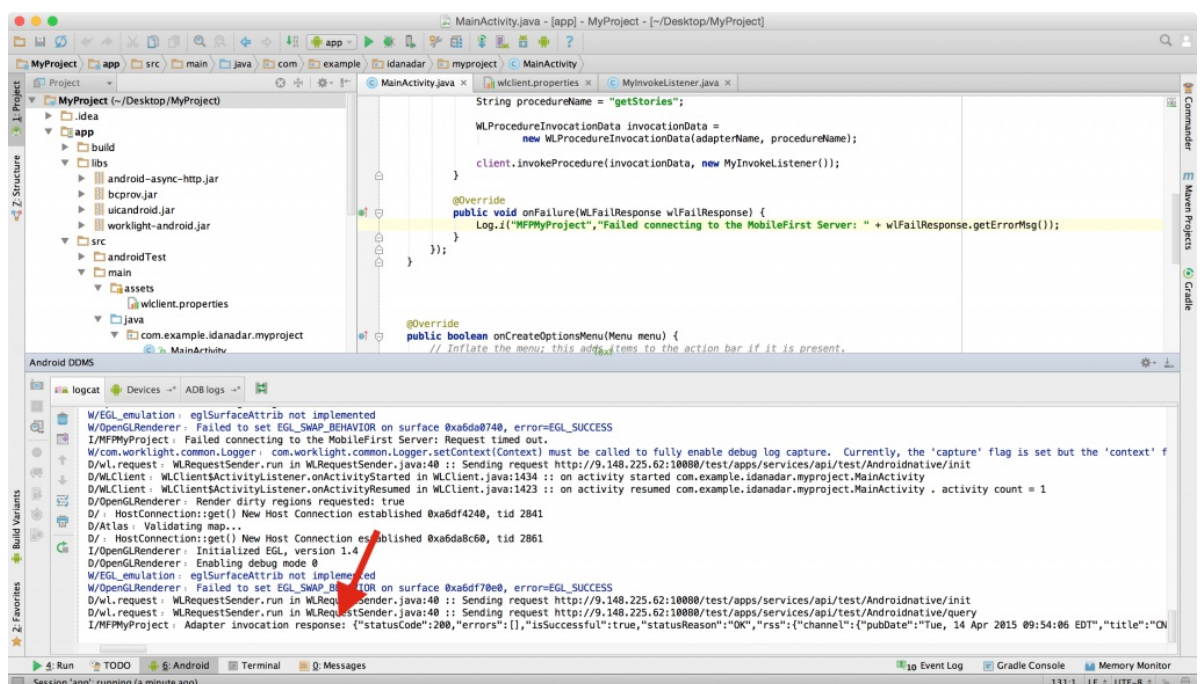 MainActivity.java - [app] - MyProject - [~/Desktop/MyProject]
app
MyProject app src main java com example idanadar myproject MainActivity
Project
MainActivity.java × wlclient.properties × MyInvokeListener.java ×
1: Project
Z: Structure
Build Variants
2: Favorites
Commander
Maven Projects
Gradle
MyProject (~/Desktop/MyProject)
.idea
app
build
libs
android-async-http.jar
bcprov.jar
uicandroid.jar
worklight-android.jar
src
androidTest
main
assets
wlclient.properties
java
com.example.idanadar.myproject
MainActivity
String procedureName = "getStories";
WLProcedureInvocationData invocationData =
new WLProcedureInvocationData(adapterName, procedureName);
client.invokeProcedure(invocationData, new MyInvokeListener());
}
@Override
public void onFailure(WLFailResponse wlFailResponse) {
Log.i("MFPMyProject","Failed connecting to the MobileFirst Server: " + wlFailResponse.getErrorMsg());
}
});
}
@Override
public boolean onCreateOptionsMenu(Menu menu) {
// Inflate the menu; this adds items to the action bar if it is present.
Text
Android DDMS
logcat Devices ADB logs
W/EGL_emulation﹕ eglSurfaceAttrib not implemented
W/OpenGLRenderer﹕ Failed to set EGL_SWAP_BEHAVIOR on surface 0xa6da0740, error=EGL_SUCCESS
I/MFPMyProject﹕ Failed connecting to the MobileFirst Server: Request timed out.
W/com.worklight.common.Logger﹕ com.worklight.common.Logger.setContext(Context) must be called to fully enable debug log capture. Currently, the 'capture' flag is set but the 'context' f
D/wl.request﹕ WLRequestSender.run in WLRequestSender.java:40 :: Sending request http://9.148.225.62:10080/test/apps/services/api/test/Androidnative/init
D/WLClient﹕ WLClient$ActivityListener.onActivityStarted in WLClient.java:1434 :: on activity started com.example.idanadar.myproject.MainActivity
D/WLClient﹕ WLClient$ActivityListener.onActivityResumed in WLClient.java:1423 :: on activity resumed com.example.idanadar.myproject.MainActivity . activity count = 1
D/OpenGLRenderer﹕ Render dirty regions requested: true
D/﹕ HostConnection::get() New Host Connection established 0xa6df4240, tid 2841
D/Atlas﹕ Validating map...
D/﹕ HostConnection::get() New Host Connection established 0xa6da8c60, tid 2861
I/OpenGLRenderer﹕ Initialized EGL, version 1.4
D/OpenGLRenderer﹕ Enabling debug mode 0
W/EGL_emulation﹕ eglSurfaceAttrib not implemented
W/OpenGLRenderer﹕ Failed to set EGL_SWAP_BEHAVIOR on surface 0xa6df70e0, error=EGL_SUCCESS
D/wl.request﹕ WLRequestSender.run in WLRequestSender.java:40 :: Sending request http://9.148.225.62:10080/test/apps/services/api/test/Androidnative/init
D/wl.request﹕ WLRequestSender.run in WLRequestSender.java:40 :: Sending request http://9.148.225.62:10080/test/apps/services/api/test/Androidnative/query
I/MFPMyProject﹕ Adapter invocation response: {"statusCode":200,"errors":[],"isSuccessful":true,"statusReason":"OK","rss":{"channel":{"pubDate":"Tue, 14 Apr 2015 09:54:06 EDT","title":"CN
4: Run TODO 6: Android Terminal 0: Messages 10 Event Log Gradle Console Memory Monitor
Session 'app': running (a minute ago) 131:1 LF UTF-8